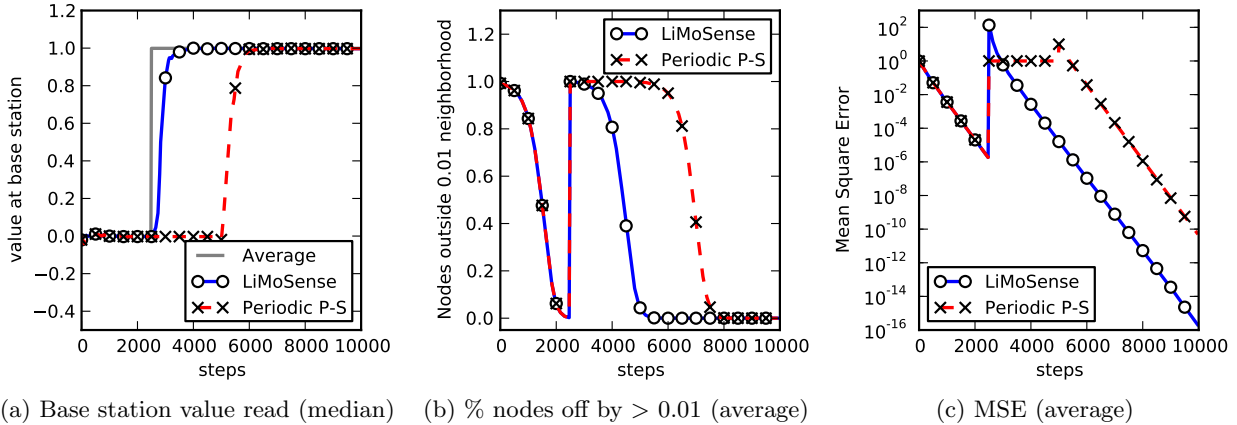 1.2
1.0
0.8
0.6
0.4
0.2
0.0
−0.2
−0.4
value at base station
Average
LiMoSense
Periodic P-S
0 2000 4000 6000 8000 10000
steps
(a) Base station value read (median)
1.2
1.0
0.8
0.6
0.4
0.2
0.0
Nodes outside 0.01 neighborhood
LiMoSense
Periodic P-S
0 2000 4000 6000 8000 10000
steps
(b) % nodes off by > 0.01 (average)
10^2
10^0
10^-2
10^-4
10^-6
10^-8
10^-10
10^-12
10^-14
10^-16
Mean Square Error
LiMoSense
Periodic P-S
0 2000 4000 6000 8000 10000
steps
(c) MSE (average)